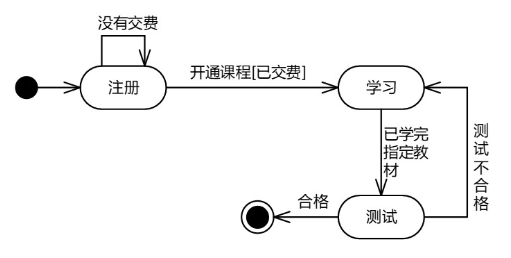 没有交费
注册
开通课程[已交费]
学习
已学完
指定教
材
测
试
不
合
格
合格
测试